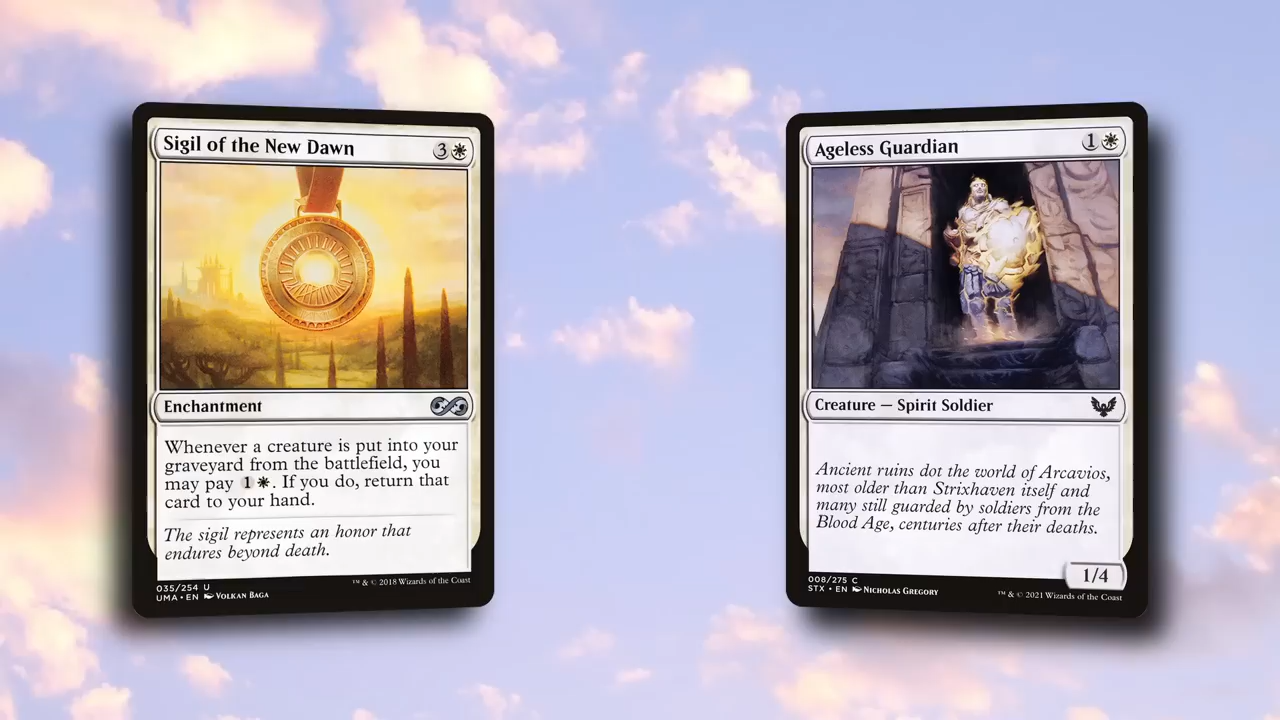 Sigil of the New Dawn
3
Enchantment
Whenever a creature is put into your
graveyard from the battlefield, you
may pay 1 . If you do, return that
card to your hand.
The sigil represents an honor that
endures beyond death.
035/254 U
UMA • EN Volkan Baga
™ & © 2018 Wizards of the Coast
Ageless Guardian
1
Creature — Spirit Soldier
Ancient ruins dot the world of Arcavios,
most older than Strixhaven itself and
many still guarded by soldiers from the
Blood Age, centuries after their deaths.
1/4
008/275 C
STX • EN Nicholas Gregory
™ & © 2021 Wizards of the Coast